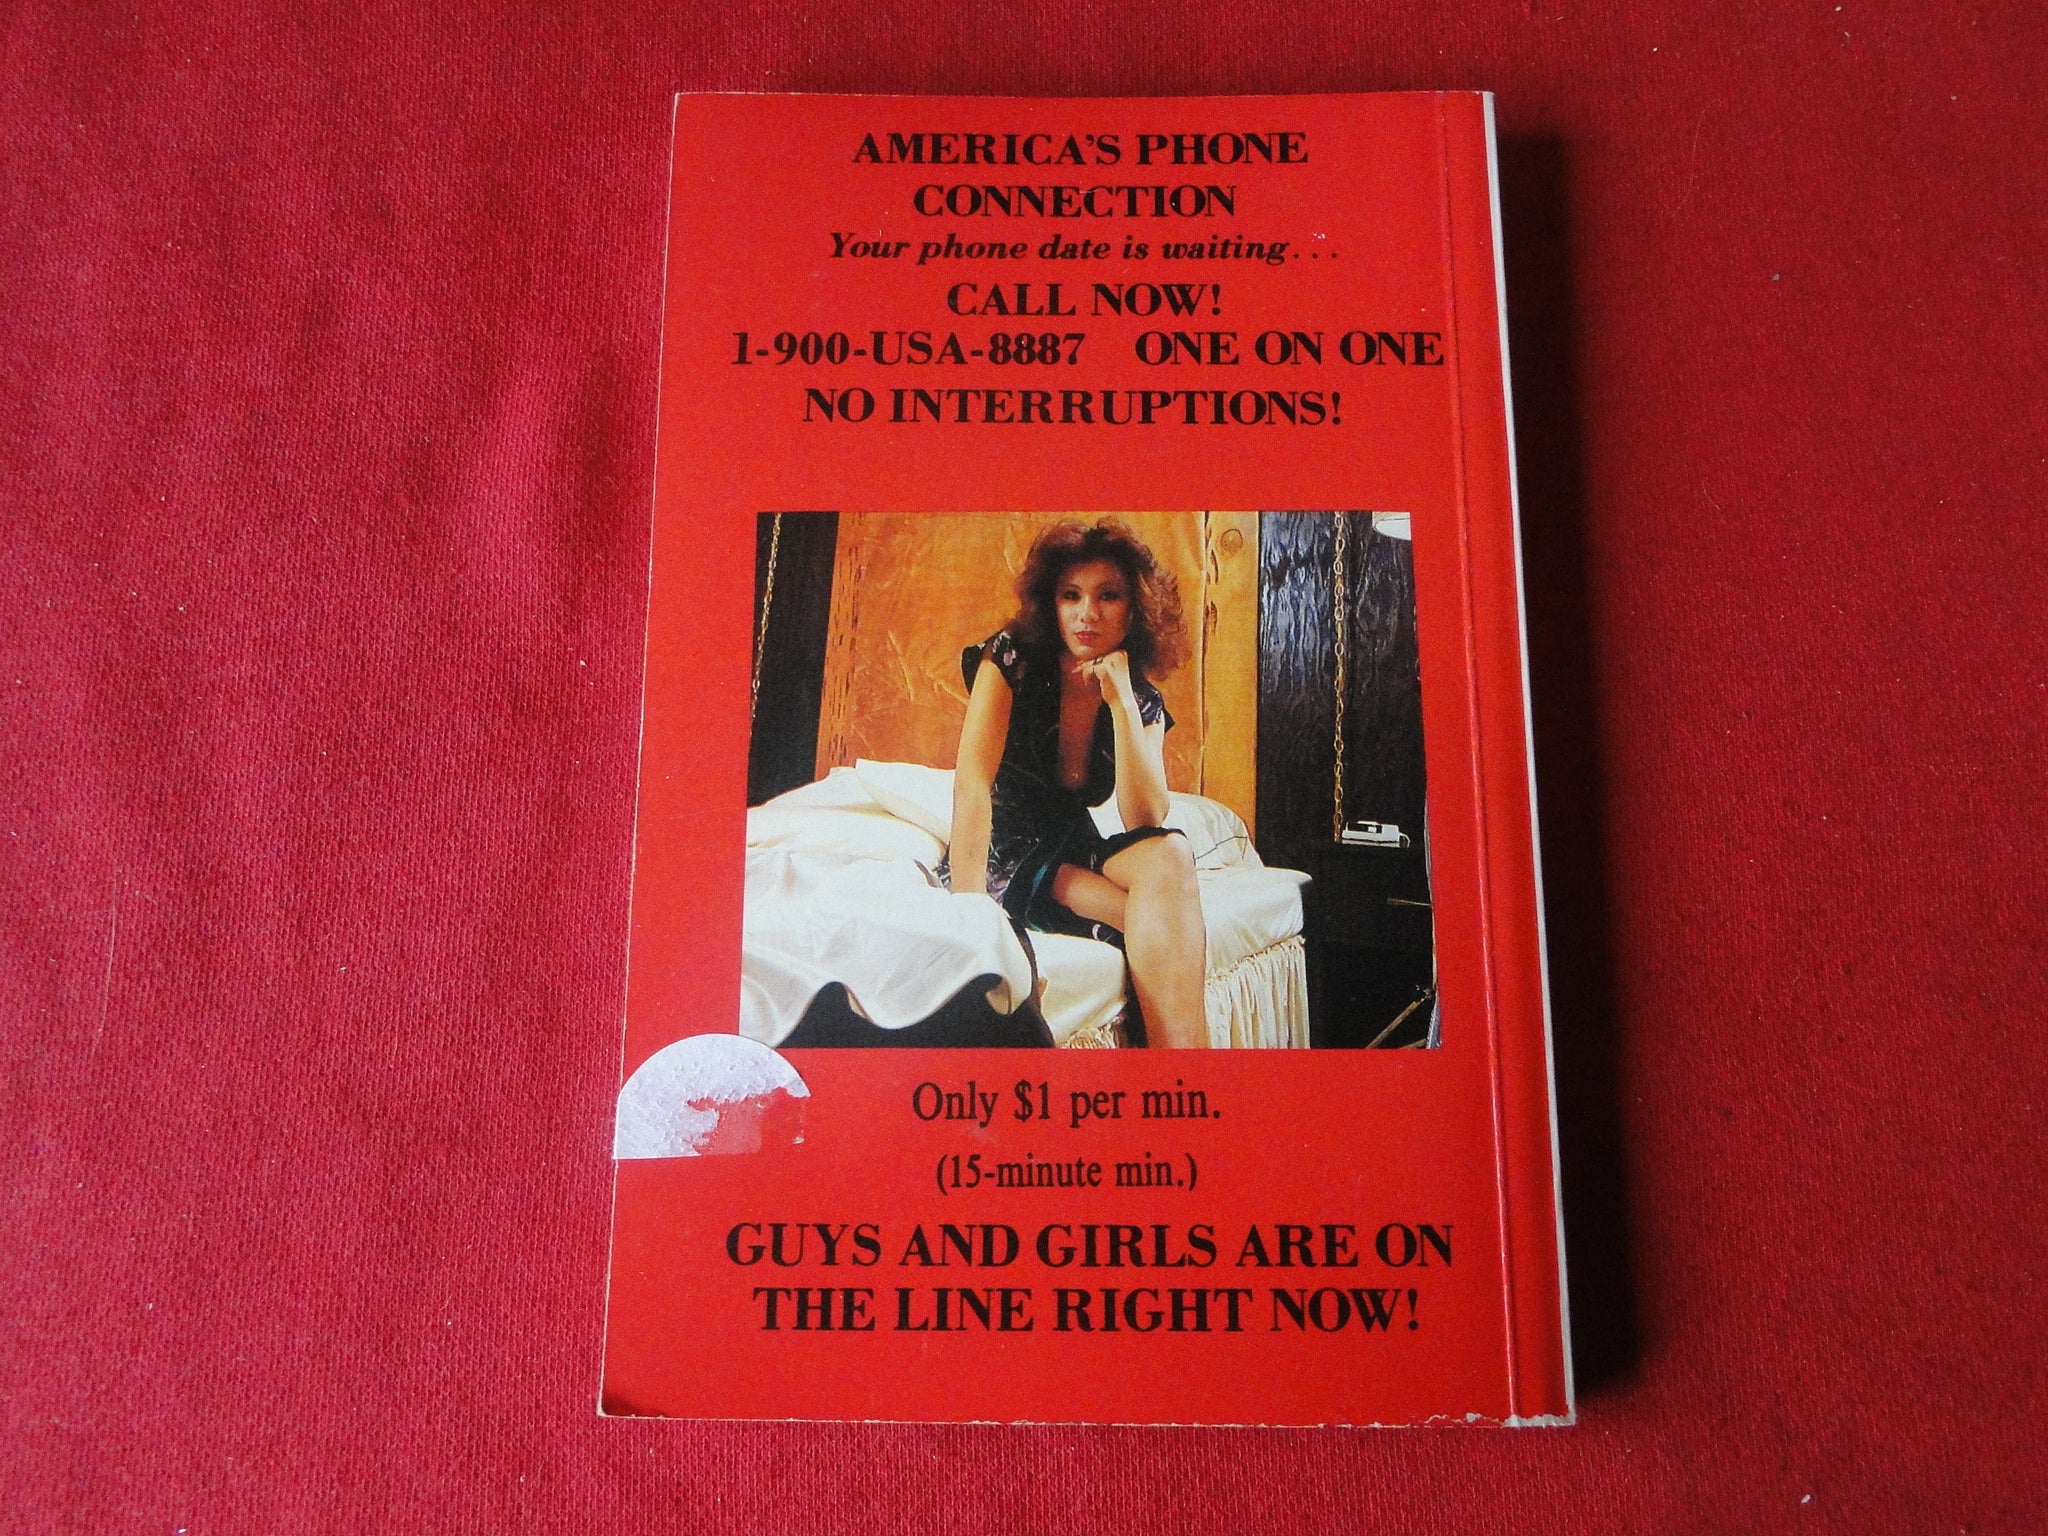 AMERICA'S PHONE
CONNECTION
Your phone date is waiting...
CALL NOW!
1-900-USA-8887 ONE ON ONE
NO INTERRUPTIONS!
Only $1 per min.
(15-minute min.)
GUYS AND GIRLS ARE ON
THE LINE RIGHT NOW!